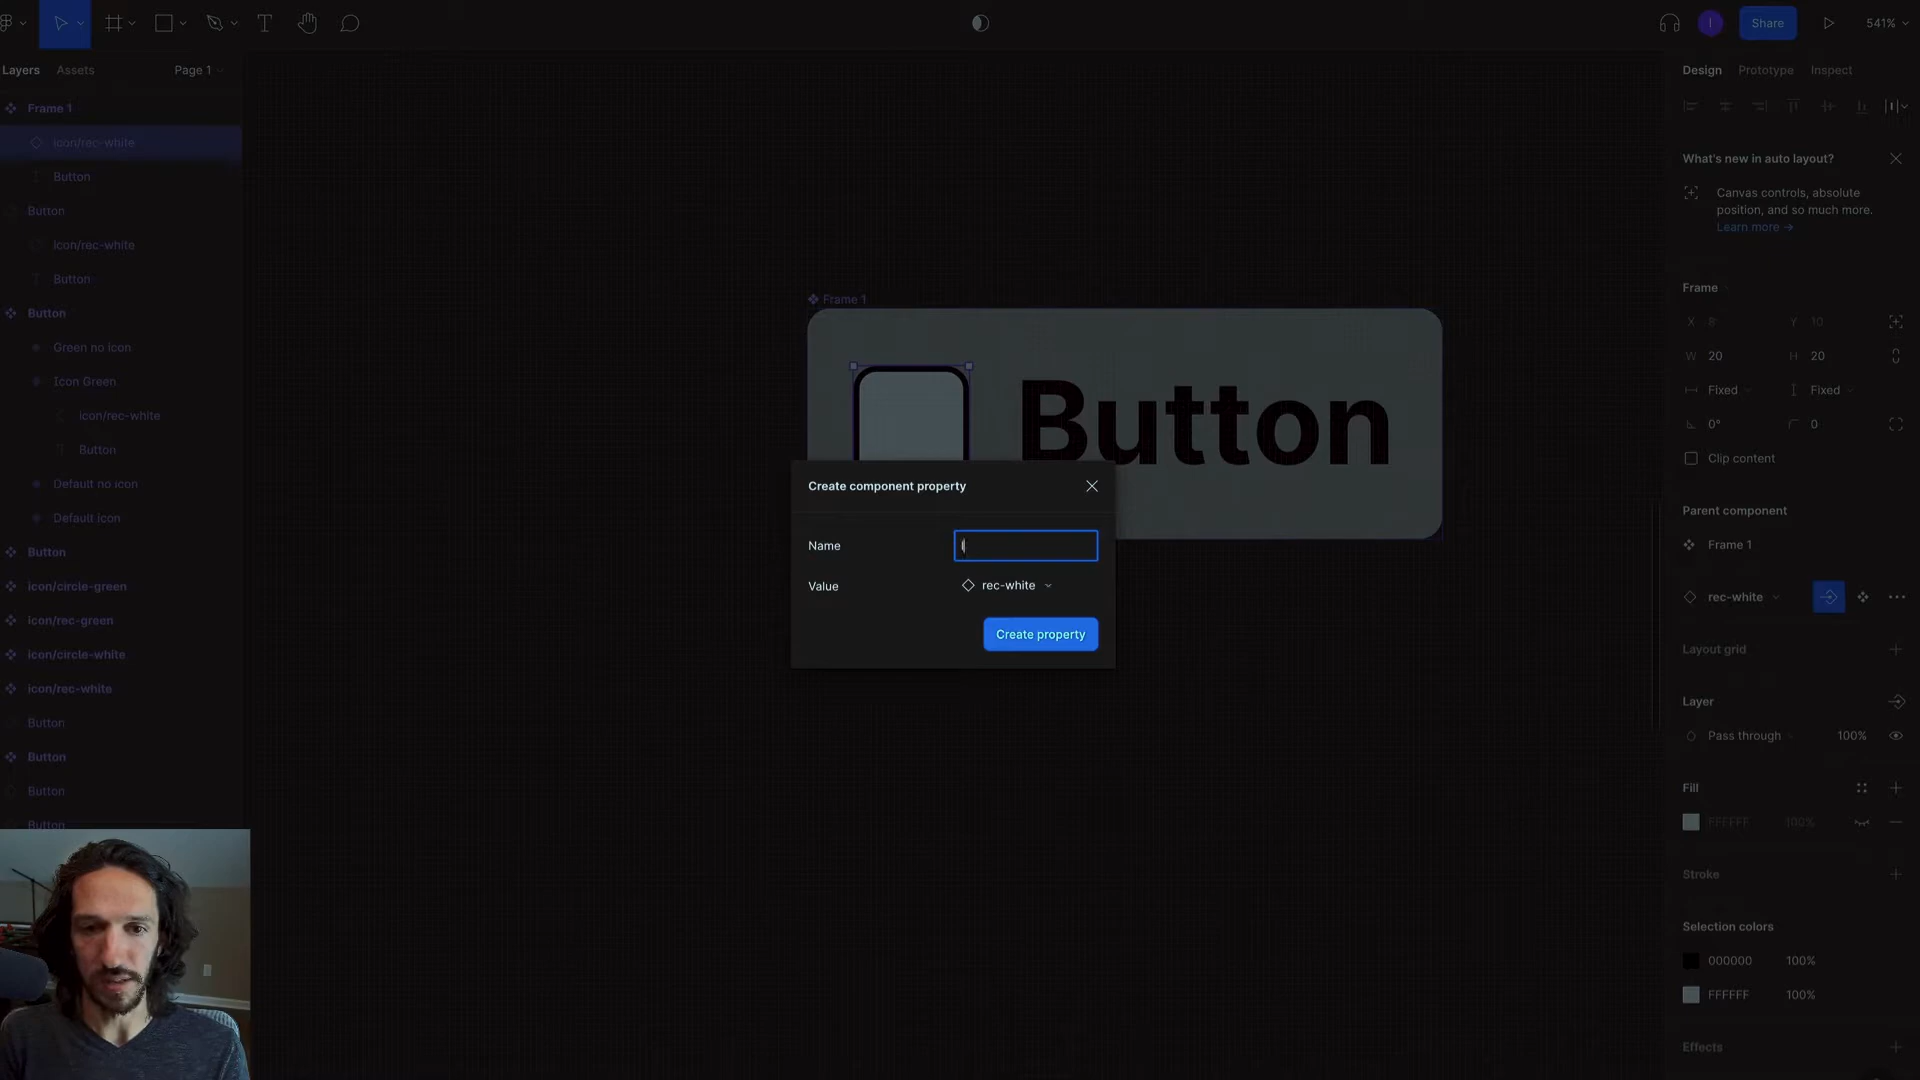 Share
541%
Layers
Assets
Page 1
Frame 1
icon/rec-white
Button
Button
icon/rec-white
Button
Button
Green no icon
Icon Green
icon/rec-white
Button
Default no icon
Default icon
Button
icon/circle-green
icon/rec-green
icon/circle-white
icon/rec-white
Button
Button
Button
Button
Frame 1
Button
Create component property
Name
Value
rec-white
Create property
Design
Prototype
Inspect
What's new in auto layout?
Canvas controls, absolute
position, and so much more.
Learn more →
Frame
X 8
Y 10
W 20
H 20
Fixed
Fixed
0°
0
Clip content
Parent component
Frame 1
rec-white
Layout grid
Layer
Pass through
100%
Fill
FFFFFF
100%
Stroke
Selection colors
000000
100%
FFFFFF
100%
Effects